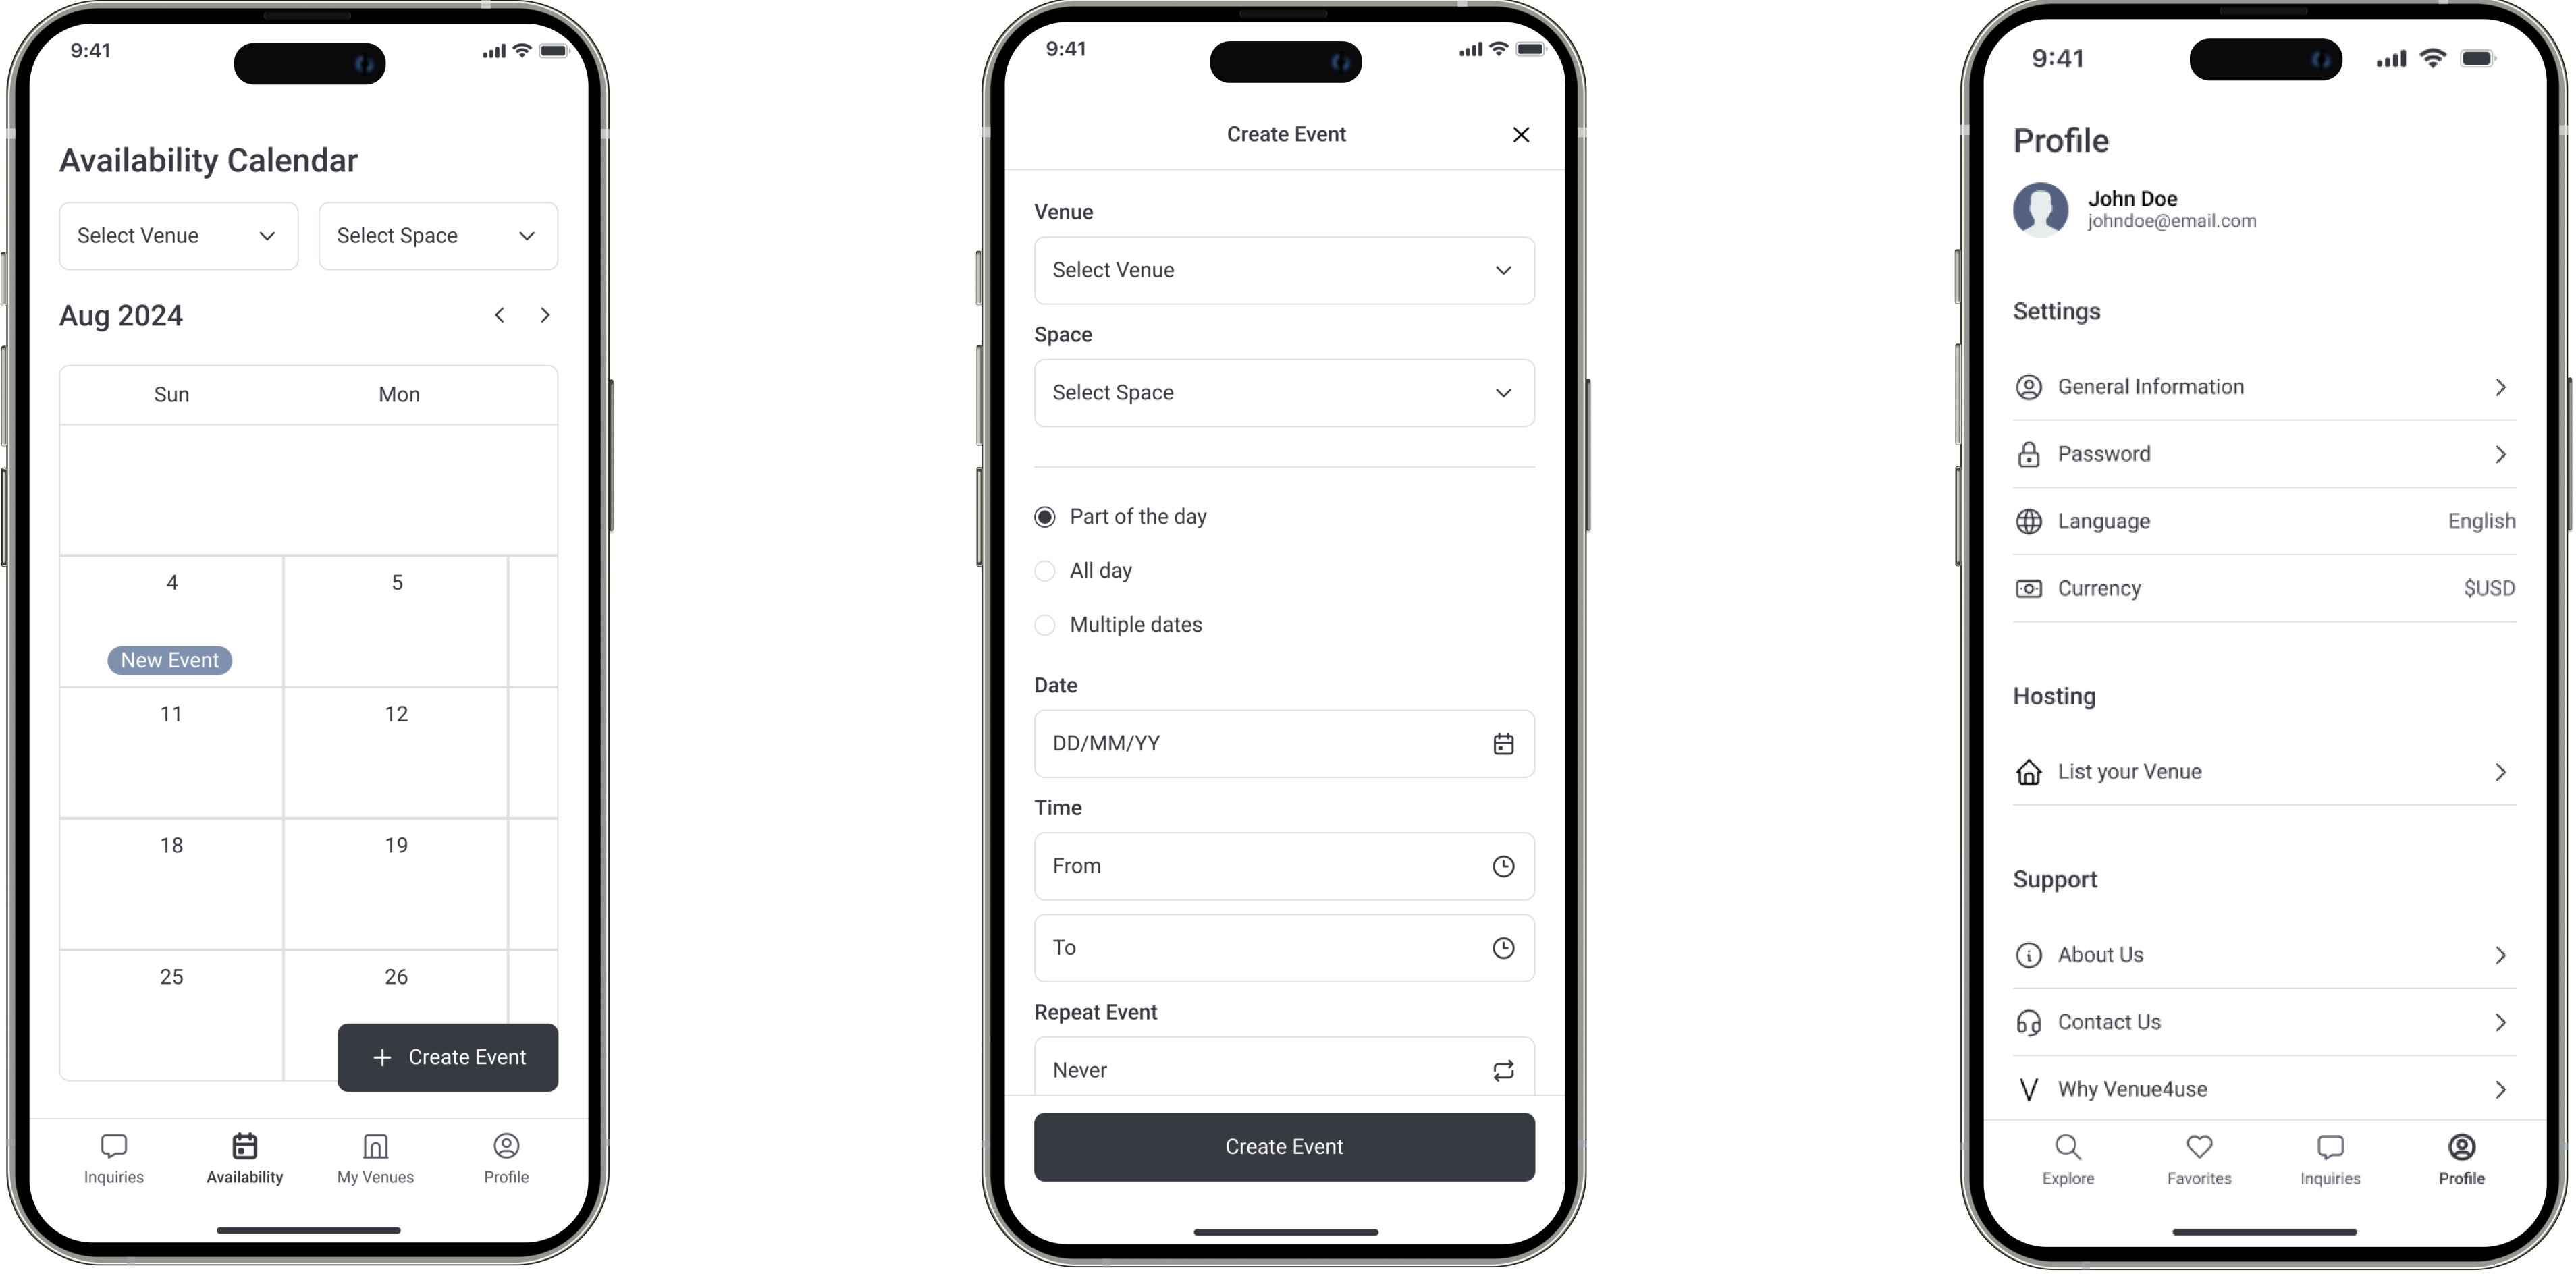 9:41
Availability Calendar
Select Venue Select Space
Aug 2024
Sun Mon
4 5
New Event
11 12
18 19
25 26
+ Create Event
Inquiries Availability My Venues Profile
9:41
Create Event
Venue
Select Venue
Space
Select Space
Part of the day
All day
Multiple dates
Date
DD/MM/YY
Time
From
To
Repeat Event
Never
Create Event
9:41
Profile
John Doe
johndoe@email.com
Settings
General Information
Password
Language English
Currency $USD
Hosting
List your Venue
Support
About Us
Contact Us
V Why Venue4use
Explore Favorites Inquiries Profile